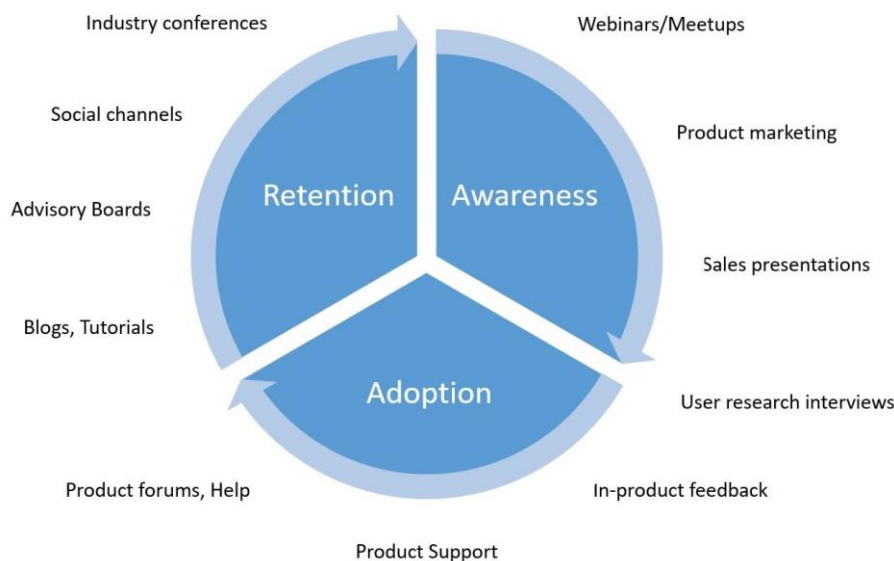 Industry conferences
Webinars/Meetups
Social channels
Product marketing
Retention
Awareness
Advisory Boards
Sales presentations
Blogs, Tutorials
Adoption
User research interviews
Product forums, Help
In-product feedback
Product Support